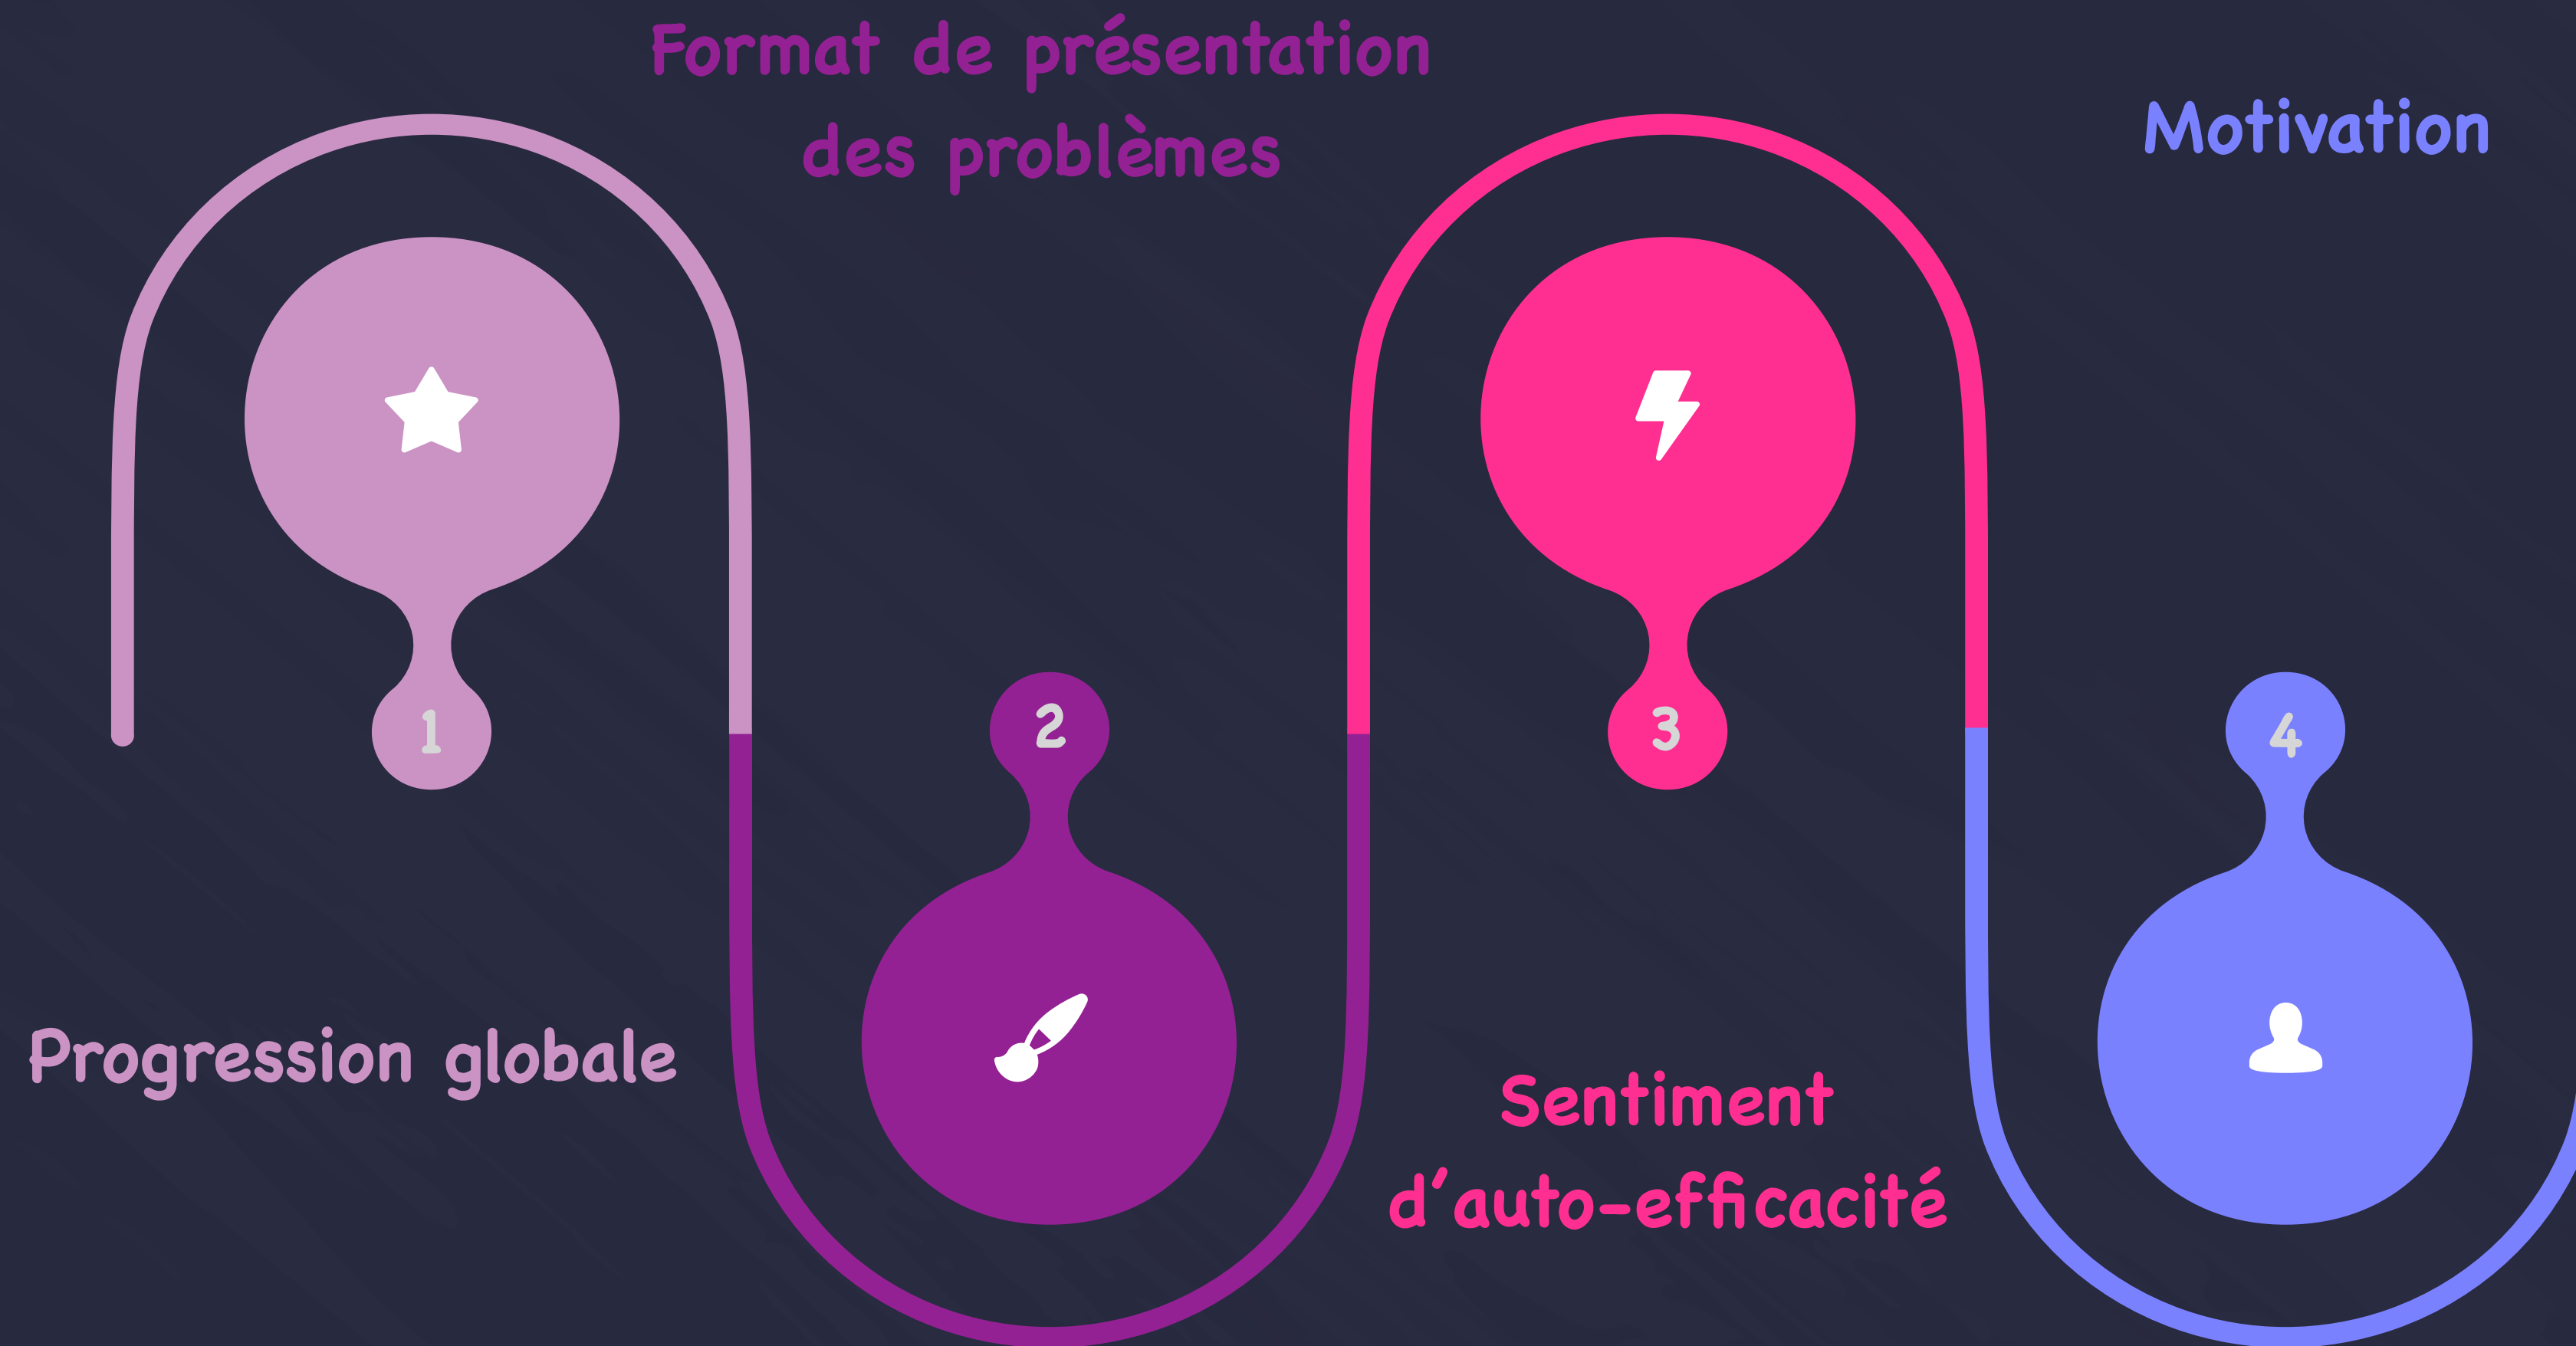 Format de présentation
des problèmes
Motivation
1
2
3
4
Progression globale
Sentiment
d’auto-efficacité